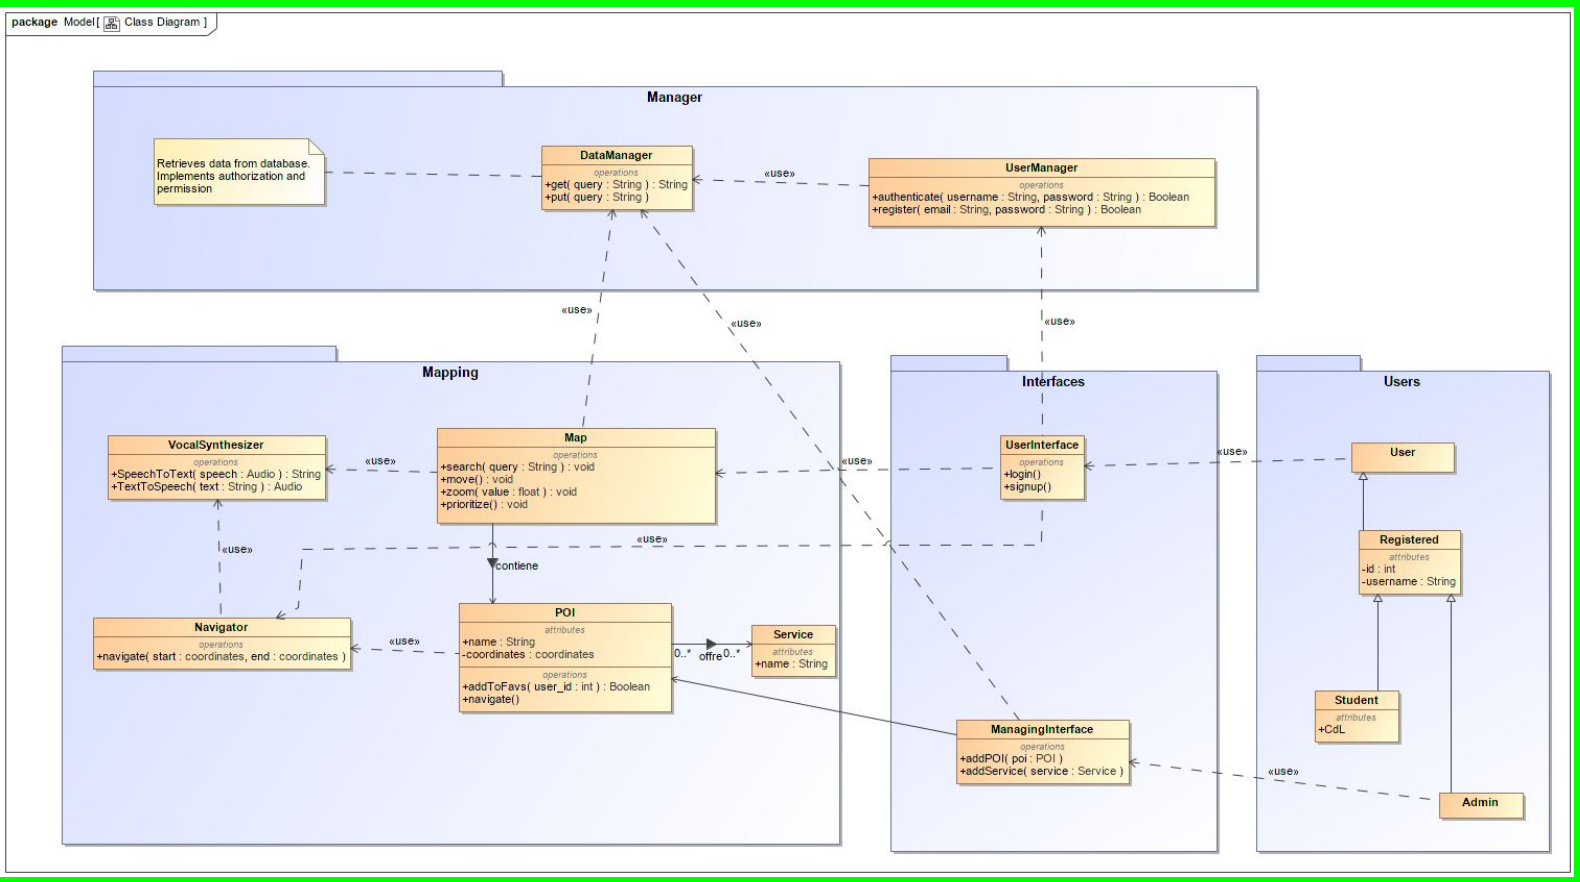 package Model[ Class Diagram ]
Manager
Retrieves data from database.
Implements authorization and
permission
DataManager
operations
+get( query : String ) : String
+put( query : String )
«use»
UserManager
operations
+authenticate( username : String, password : String ) : Boolean
+register( email : String, password : String ) : Boolean
«use»
«use»
«use»
Mapping
VocalSynthesizer
operations
+SpeechToText( speech : Audio ) : String
+TextToSpeech( text : String ) : Audio
«use»
Map
operations
+search( query : String ) : void
+move() : void
+zoom( value : float ) : void
+prioritize() : void
«use»
«use»
«use»
contiene
Navigator
operations
+navigate( start : coordinates, end : coordinates )
«use»
POI
attributes
+name : String
-coordinates : coordinates
operations
+addToFavs( user_id : int ) : Boolean
+navigate()
0..*
offre
0..*
Service
attributes
+name : String
Interfaces
UserInterface
operations
+login()
+signup()
«use»
ManagingInterface
operations
+addPOI( poi : POI )
+addService( service : Service )
«use»
Users
User
Registered
attributes
-id : int
-username : String
Student
attributes
+CdL
Admin